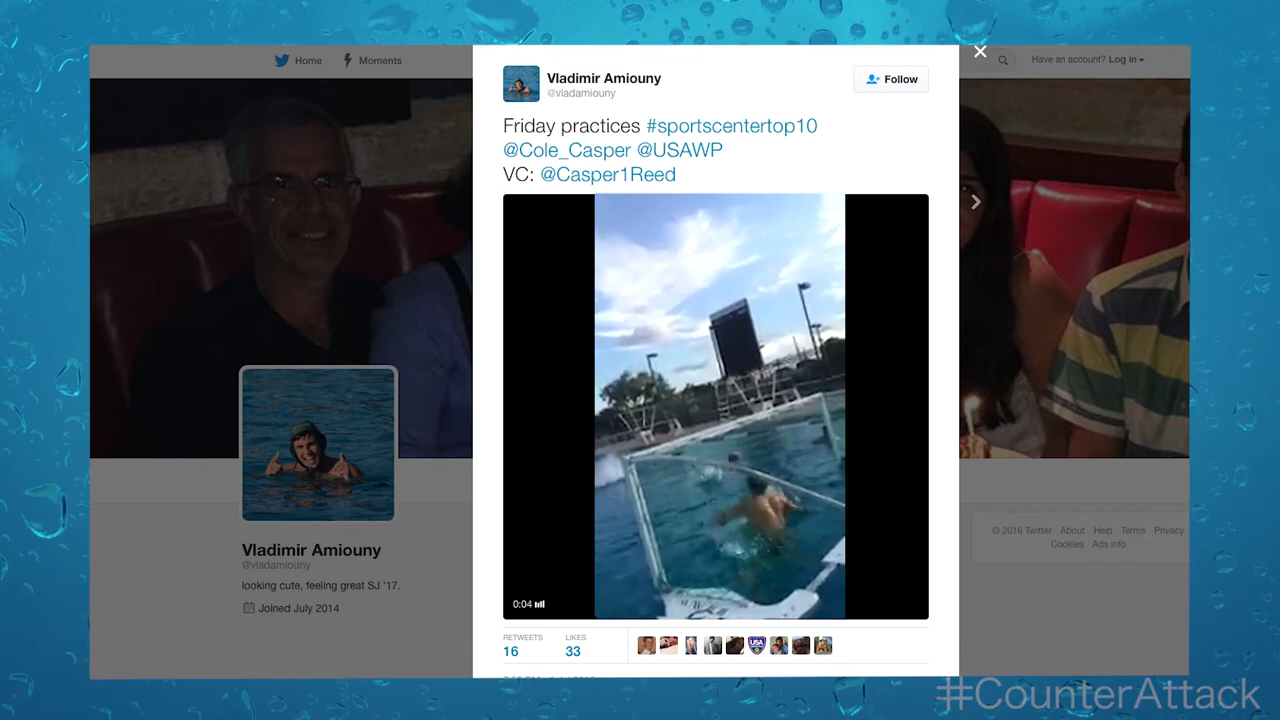 Home
Moments
Have an account? Log in
Vladimir Amiouny
@vladamiouny
Follow
Friday practices #sportscentertop10
@Cole_Casper @USAWP
VC: @Casper1Reed
0:04
RETWEETS
LIKES
16
33
USA
Vladimir Amiouny
@vladamiouny
looking cute, feeling great SJ '17.
Joined July 2014
© 2016 Twitter About Help Terms Privacy
Cookies Ads info
#CounterAttack